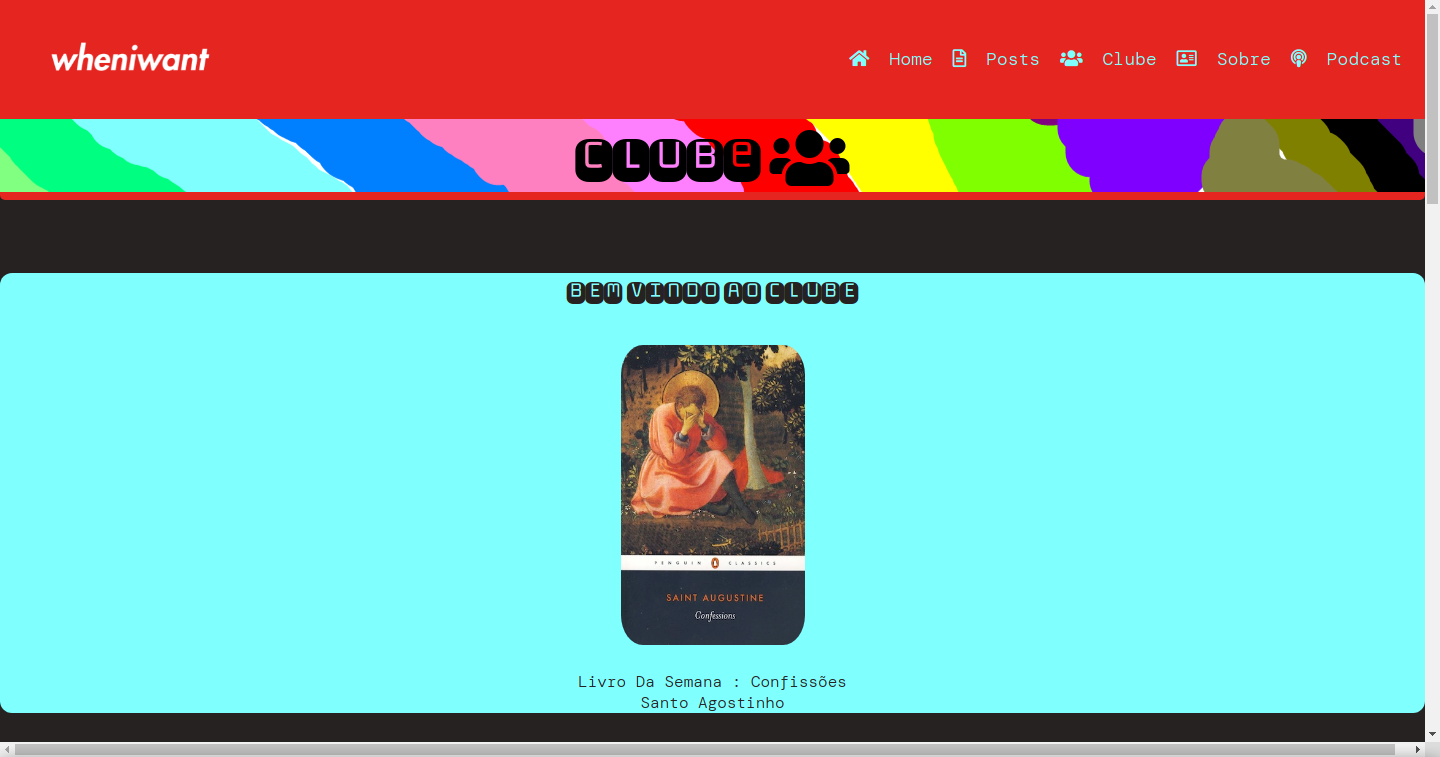 wheniwant
Home Posts Clube Sobre Podcast
CLUBe
BEM VINDO AO CLUBE
PENGUIN CLASSICS
SAINT AUGUSTINE
Confessions
Livro Da Semana : Confissões
Santo Agostinho